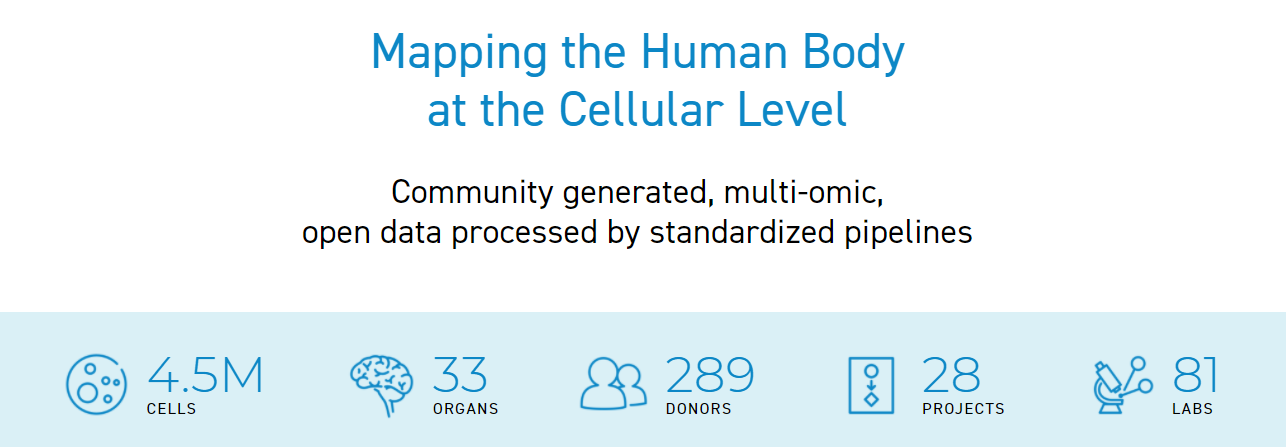 Mapping the Human Body
at the Cellular Level
Community generated, multi-omic,
open data processed by standardized pipelines
4.5M
CELLS
33
ORGANS
289
DONORS
28
PROJECTS
81
LABS